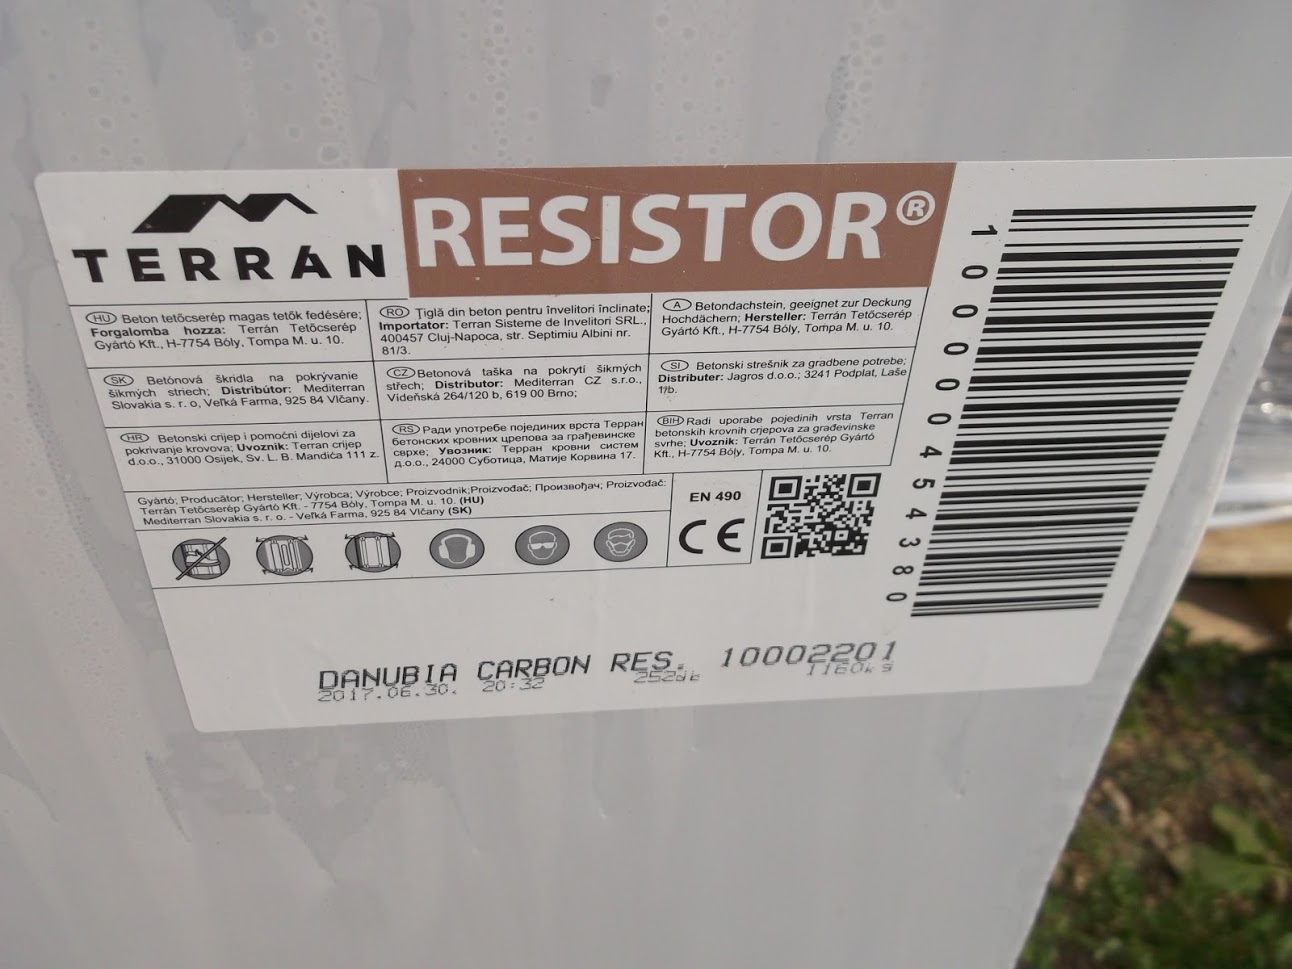 TERRÁN
RESISTOR®
HU Beton tetőcserép magas tetők fedésére;
Forgalomba hozza: Terrán Tetőcserép
Gyártó Kft., H-7754 Bóly, Tompa M. u. 10.
RO Ţiglă din beton pentru învelitori înclinate;
Importator: Terran Sisteme de Invelitori SRL.,
400457 Cluj-Napoca, str. Septimiu Albini nr.
81/3.
A Betondachstein, geeignet zur Deckung
Hochdächern; Hersteller: Terrán Tetőcserép
Gyártó Kft., H-7754 Bóly, Tompa M. u. 10.
SK Betónová škridla na pokrývanie
šikmých striech; Distribútor: Mediterran
Slovakia s. r. o, Veľká Farma, 925 84 Vlčany.
CZ Betonová taška na pokrytí šikmých
střech; Distributor: Mediterran CZ s.r.o.,
Vídeňská 264/120 b, 619 00 Brno;
SI Betonski strešnik za gradbene potrebe;
Distributer: Jagros d.o.o.; 3241 Podplat, Laše
1/b.
HR Betonski crijep i pomoćni dijelovi za
pokrivanje krovova; Uvoznik: Terran crijep
d.o.o., 31000 Osijek, Sv. L. B. Mandića 111 z.
RS Ради употребе појединих врста Терран
бетонских кровних црепова за грађевинске
сврхе; Увозник: Терран кровни систем
д.о.о., 24000 Суботица, Матије Корвина 17.
BIH Radi uporabe pojedinih vrsta Terran
betonskih krovnih crjepova za građevinske
svrhe; Uvoznik: Terrán Tetőcserép Gyártó
Kft., H-7754 Bóly, Tompa M. u. 10.
Gyártó; Producător, Hersteller, Výrobca; Výrobce; Proizvodnik;Proizvođač; Произвођач; Proizvođač:
Terrán Tetőcserép Gyártó Kft. - 7754 Bóly, Tompa M. u. 10. (HU)
Mediterran Slovakia s. r. o. - Veľká Farma, 925 84 Vlčany (SK)
EN 490
CE
100000454380
DANUBIA CARBON RES. 10002201
2017.06.30. 20:32 252db 1160kg